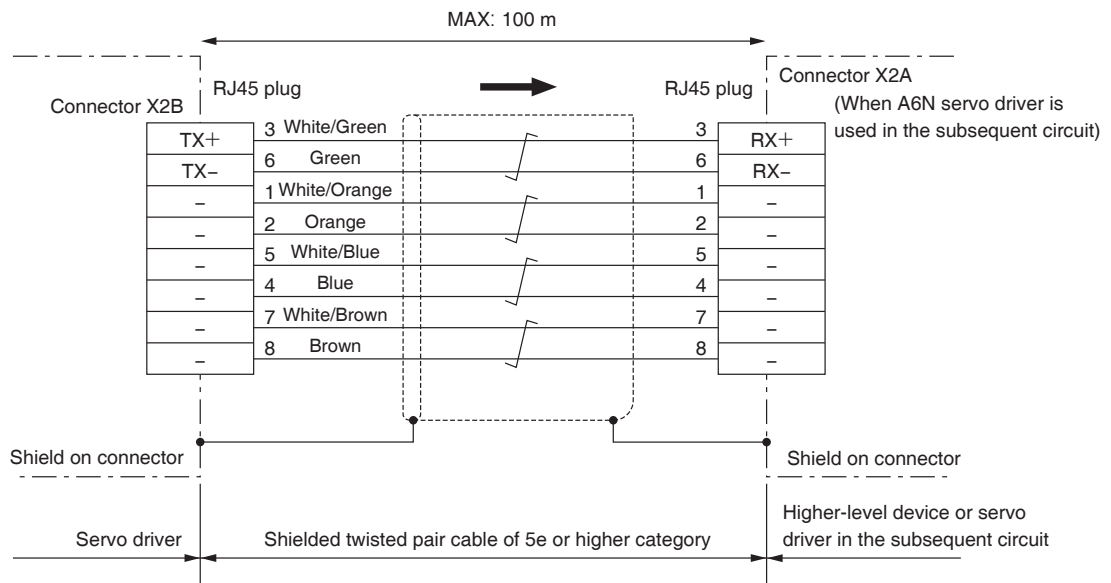 MAX: 100 m
RJ45 plug
RJ45 plug
Connector X2A
Connector X2B
(When A6N servo driver is
used in the subsequent circuit)
TX+ 3 White/Green 3 RX+
TX− 6 Green 6 RX−
– 1 White/Orange 1 –
– 2 Orange 2 –
– 5 White/Blue 5 –
– 4 Blue 4 –
– 7 White/Brown 7 –
– 8 Brown 8 –
Shield on connector
Shield on connector
Servo driver
Shielded twisted pair cable of 5e or higher category
Higher-level device or servo
driver in the subsequent circuit